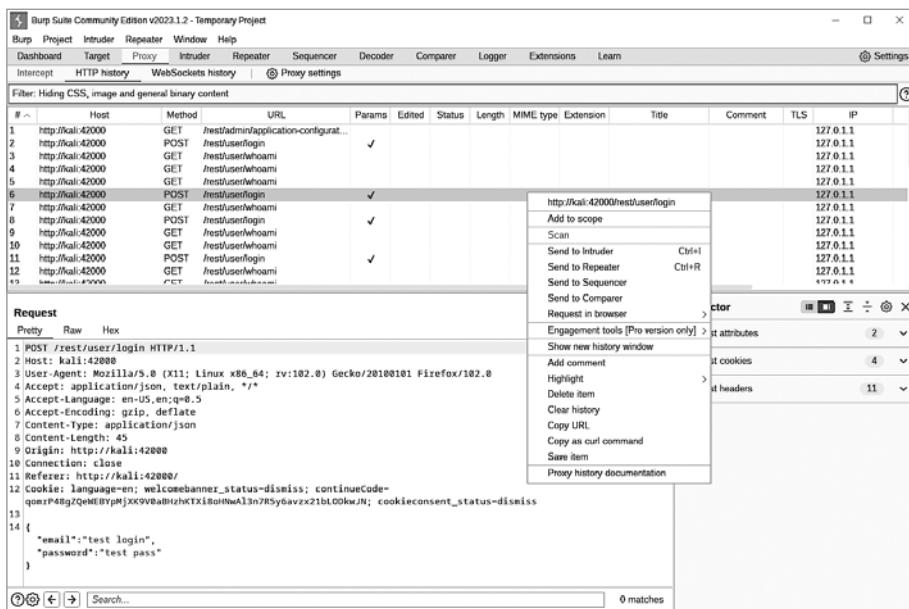 Burp Suite Community Edition v2023.1.2 - Temporary Project
Burp Project Intruder Repeater Window Help
Dashboard Target Proxy Intruder Repeater Sequencer Decoder Comparer Logger Extensions Learn Settings
Intercept HTTP history WebSockets history Proxy settings
Filter: Hiding CSS, image and general binary content
# Host Method URL Params Edited Status Length MIME type Extension Title Comment TLS IP
1 http://kali:42000 GET /rest/admin/application-configurat... 127.0.1.1
2 http://kali:42000 POST /rest/user/login ✓ 127.0.1.1
3 http://kali:42000 GET /rest/user/whoami 127.0.1.1
4 http://kali:42000 GET /rest/user/whoami 127.0.1.1
5 http://kali:42000 GET /rest/user/whoami 127.0.1.1
6 http://kali:42000 POST /rest/user/login ✓ 127.0.1.1
7 http://kali:42000 GET /rest/user/whoami 127.0.1.1
8 http://kali:42000 POST /rest/user/login ✓ 127.0.1.1
9 http://kali:42000 GET /rest/user/whoami 127.0.1.1
10 http://kali:42000 GET /rest/user/whoami 127.0.1.1
11 http://kali:42000 POST /rest/user/login ✓ 127.0.1.1
12 http://kali:42000 GET /rest/user/whoami 127.0.1.1
http://kali:42000/rest/user/login
Add to scope
Scan
Send to Intruder Ctrl+I
Send to Repeater Ctrl+R
Send to Sequencer
Send to Comparer
Request in browser
Engagement tools [Pro version only]
Show new history window
Add comment
Highlight
Delete item
Clear history
Copy URL
Copy as curl command
Save item
Proxy history documentation
Request
Pretty Raw Hex
1 POST /rest/user/login HTTP/1.1
2 Host: kali:42000
3 User-Agent: Mozilla/5.0 (X11; Linux x86_64; rv:102.0) Gecko/20100101 Firefox/102.0
4 Accept: application/json, text/plain, */*
5 Accept-Language: en-US,en;q=0.5
6 Accept-Encoding: gzip, deflate
7 Content-Type: application/json
8 Content-Length: 45
9 Origin: http://kali:42000
10 Connection: close
11 Referer: http://kali:42000/
12 Cookie: language=en; welcomebanner_status=dismiss; continueCode=
cookieconsent_status=dismiss
13
14 {
"email":"test login",
"password":"test pass"
}
ctor
st attributes 2
st cookies 4
st headers 11
Search... 0 matches